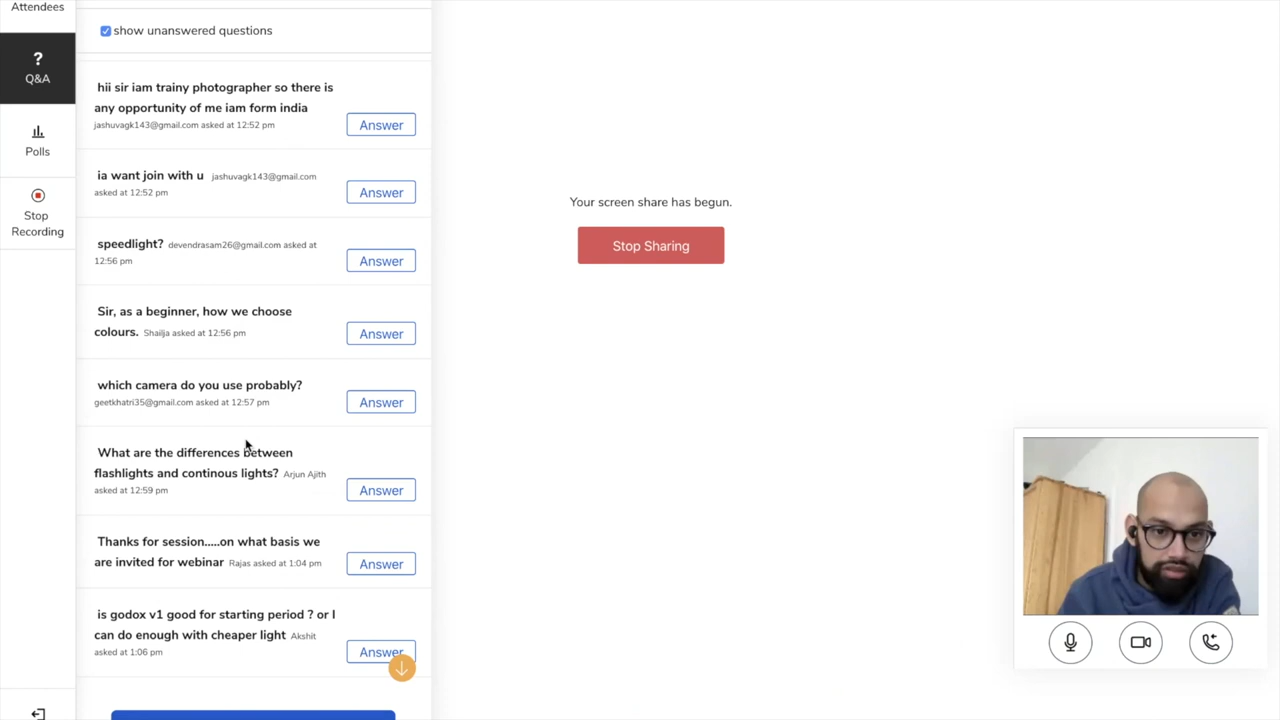 Attendees
show unanswered questions
?
Q&A
Polls
Stop
Recording
hii sir iam trainy photographer so there is
any opportunity of me iam form india
jashuvagk143@gmail.com asked at 12:52 pm
Answer
ia want join with u jashuvagk143@gmail.com
asked at 12:52 pm
Answer
speedlight? devendrasam26@gmail.com asked at
12:56 pm
Answer
Sir, as a beginner, how we choose
colours. Shailja asked at 12:56 pm
Answer
which camera do you use probably?
geetkhatri35@gmail.com asked at 12:57 pm
Answer
What are the differences between
flashlights and continous lights? Arjun Ajith
asked at 12:59 pm
Answer
Thanks for session.....on what basis we
are invited for webinar Rajas asked at 1:04 pm
Answer
is godox v1 good for starting period ? or I
can do enough with cheaper light Akshit
asked at 1:06 pm
Answer
Your screen share has begun.
Stop Sharing